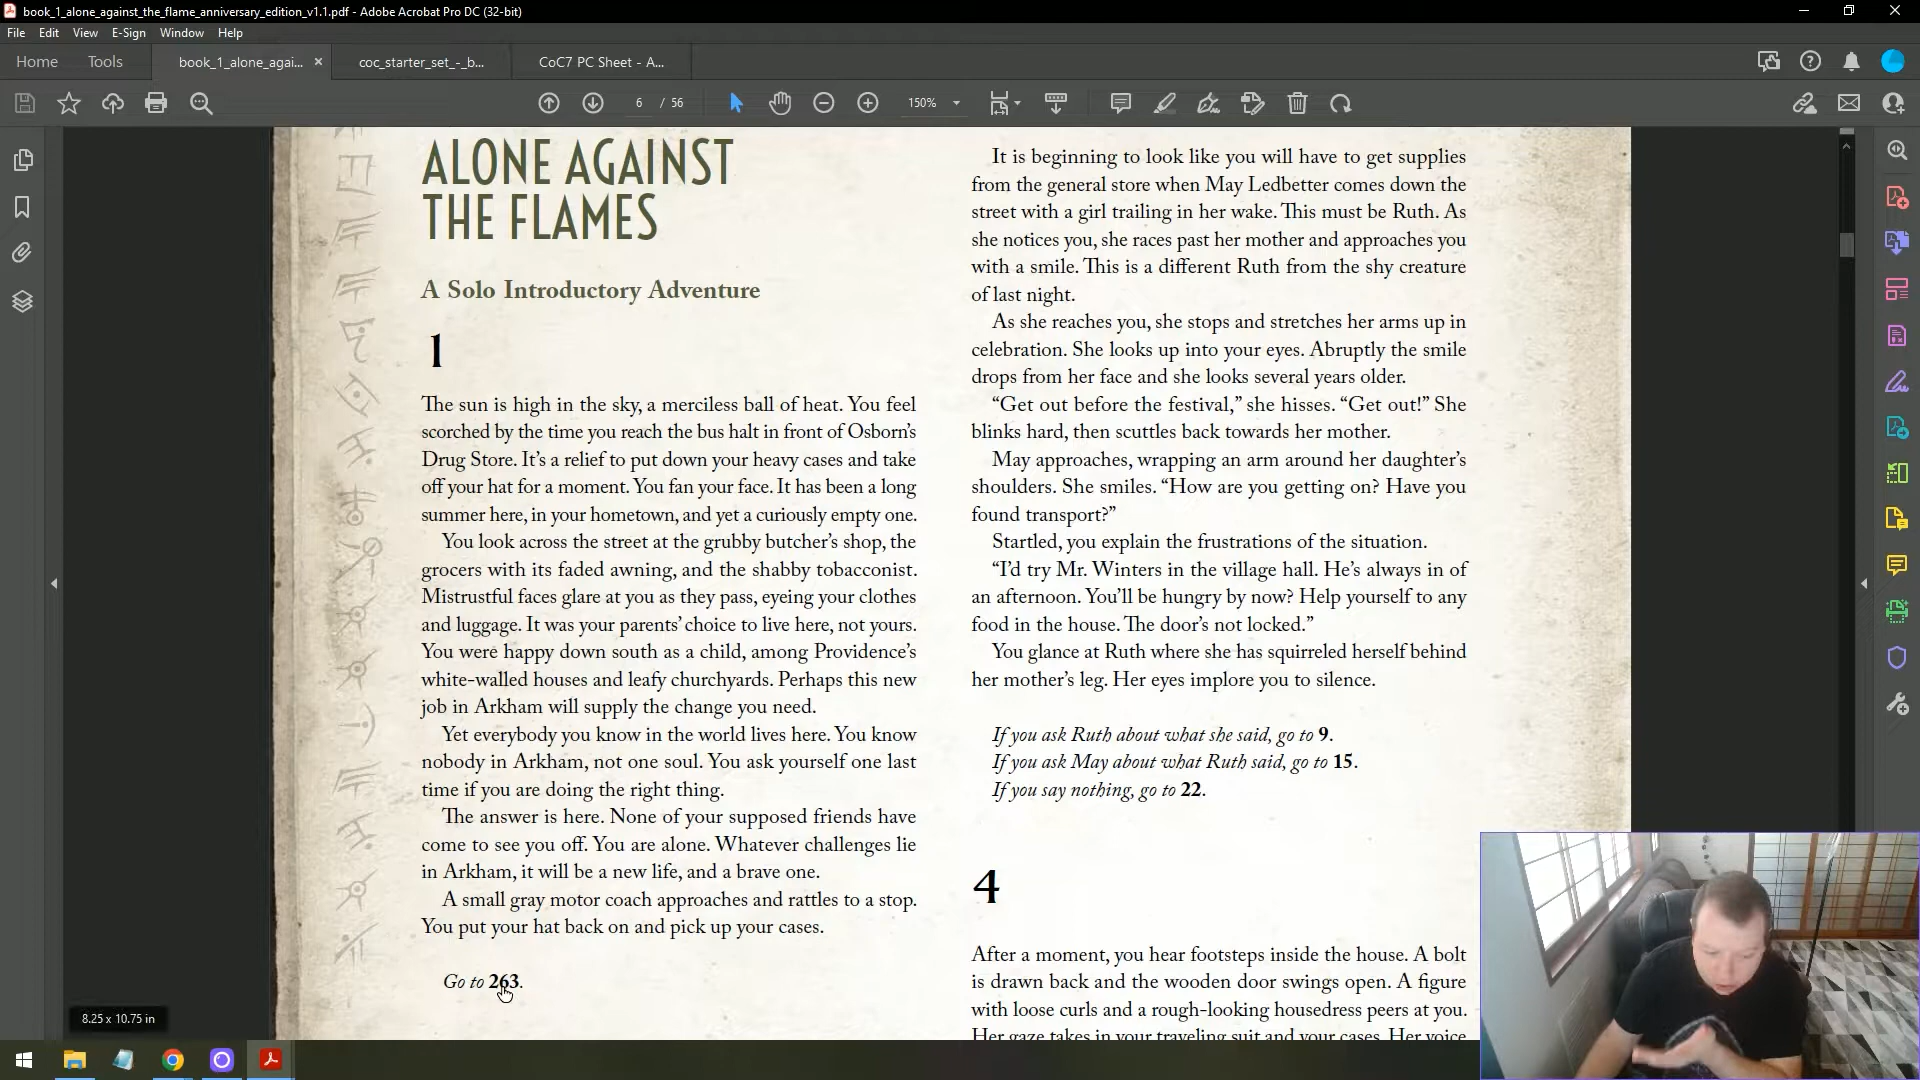 book_1_alone_against_the_flame_anniversary_edition_v1.1.pdf - Adobe Acrobat Pro DC (32-bit)
File Edit View E-Sign Window Help
Home Tools book_1_alone_agai... × coc_starter_set_-_b... CoC7 PC Sheet - A...
6 / 56 150%
ALONE AGAINST
THE FLAMES
A Solo Introductory Adventure
1
The sun is high in the sky, a merciless ball of heat. You feel
scorched by the time you reach the bus halt in front of Osborn’s
Drug Store. It’s a relief to put down your heavy cases and take
off your hat for a moment. You fan your face. It has been a long
summer here, in your hometown, and yet a curiously empty one.
You look across the street at the grubby butcher’s shop, the
grocers with its faded awning, and the shabby tobacconist.
Mistrustful faces glare at you as they pass, eyeing your clothes
and luggage. It was your parents’ choice to live here, not yours.
You were happy down south as a child, among Providence’s
white-walled houses and leafy churchyards. Perhaps this new
job in Arkham will supply the change you need.
Yet everybody you know in the world lives here. You know
nobody in Arkham, not one soul. You ask yourself one last
time if you are doing the right thing.
The answer is here. None of your supposed friends have
come to see you off. You are alone. Whatever challenges lie
in Arkham, it will be a new life, and a brave one.
A small gray motor coach approaches and rattles to a stop.
You put your hat back on and pick up your cases.
Go to 263.
It is beginning to look like you will have to get supplies
from the general store when May Ledbetter comes down the
street with a girl trailing in her wake. This must be Ruth. As
she notices you, she races past her mother and approaches you
with a smile. This is a different Ruth from the shy creature
of last night.
As she reaches you, she stops and stretches her arms up in
celebration. She looks up into your eyes. Abruptly the smile
drops from her face and she looks several years older.
“Get out before the festival,” she hisses. “Get out!” She
blinks hard, then scuttles back towards her mother.
May approaches, wrapping an arm around her daughter’s
shoulders. She smiles. “How are you getting on? Have you
found transport?”
Startled, you explain the frustrations of the situation.
“I’d try Mr. Winters in the village hall. He’s always in of
an afternoon. You’ll be hungry by now? Help yourself to any
food in the house. The door’s not locked.”
You glance at Ruth where she has squirreled herself behind
her mother’s leg. Her eyes implore you to silence.
If you ask Ruth about what she said, go to 9.
If you ask May about what Ruth said, go to 15.
If you say nothing, go to 22.
4
After a moment, you hear footsteps inside the house. A bolt
is drawn back and the wooden door swings open. A figure
with loose curls and a rough-looking housedress peers at you.
Her gaze takes in your traveling suit and your cases. Her voice
8.25 x 10.75 in